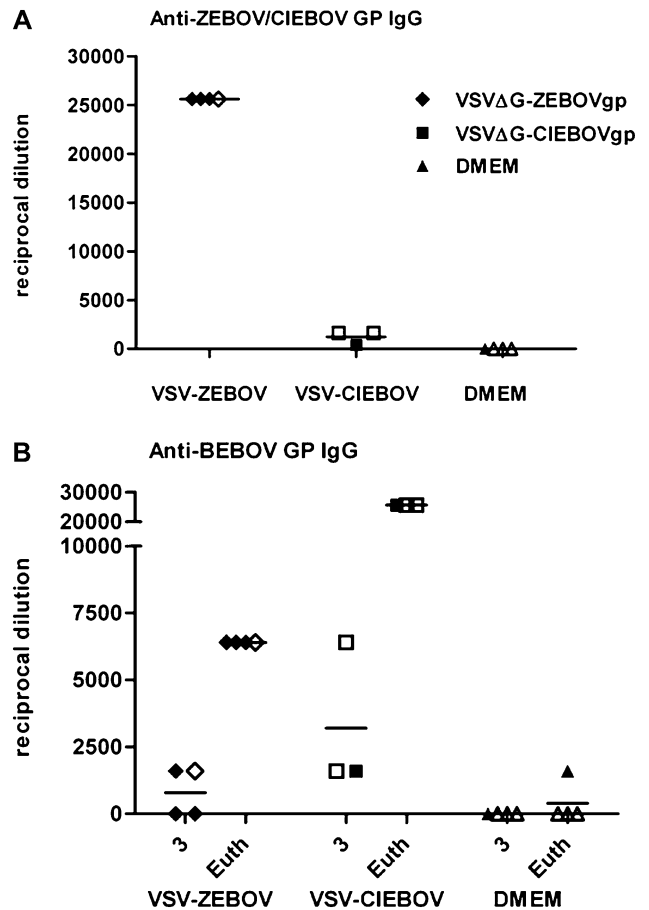 A
Anti-ZEBOV/CIEBOV GP IgG
reciprocal dilution
30000
25000
20000
15000
10000
5000
0
VSVΔG-ZEBOVgp
VSVΔG-CIEBOVgp
DMEM
VSV-ZEBOV VSV-CIEBOV DMEM
B
Anti-BEBOV GP IgG
reciprocal dilution
30000
20000
10000
7500
5000
2500
0
3 Euth 3 Euth 3 Euth
VSV-ZEBOV VSV-CIEBOV DMEM